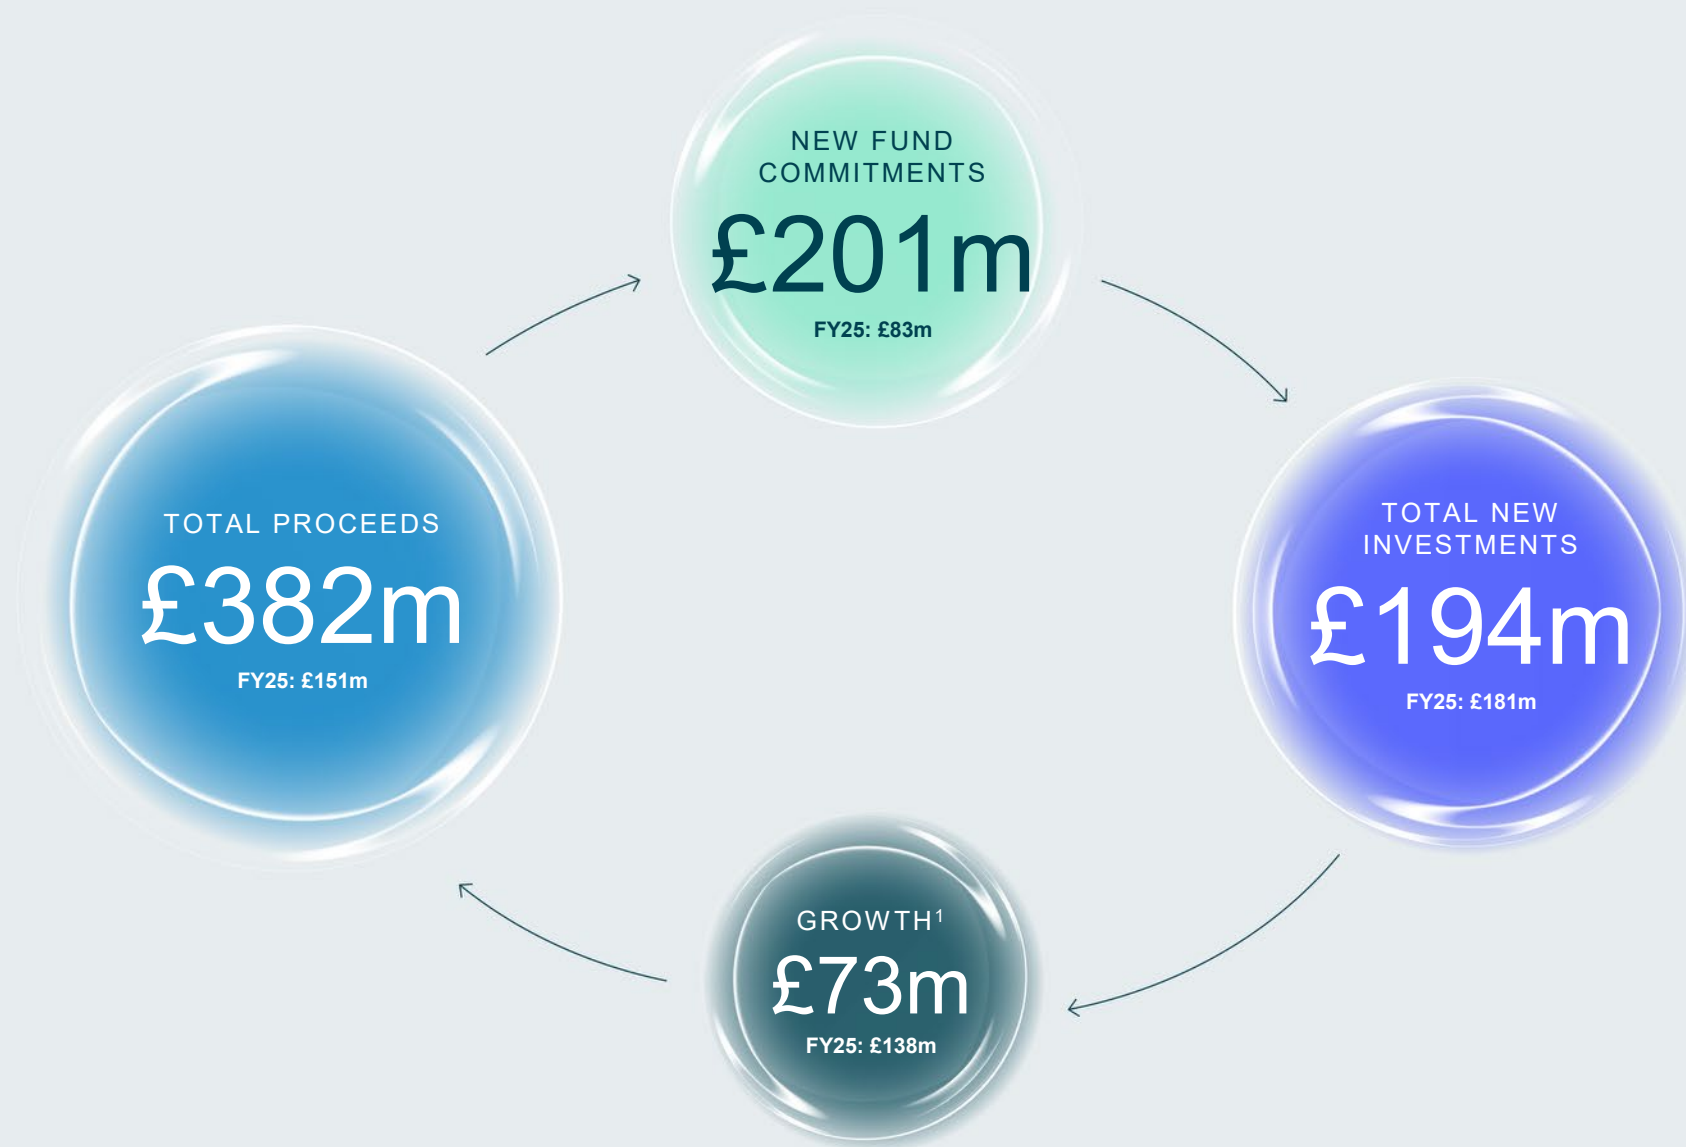 NEW FUND
COMMITMENTS
£201m
FY25: £83m
TOTAL PROCEEDS
£382m
FY25: £151m
TOTAL NEW
INVESTMENTS
£194m
FY25: £181m
GROWTH¹
£73m
FY25: £138m